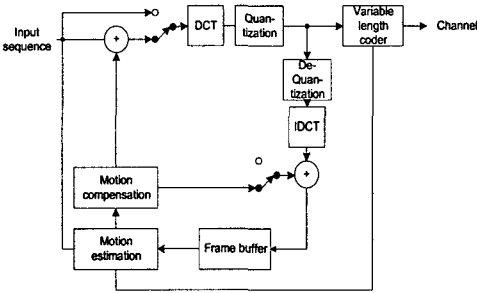 Input
sequence
+
DCT
Quan-
tization
Variable
length
coder
Channel
De-
Quan-
tization
IDCT
+
Motion
compensation
Motion
estimation
Frame buffer